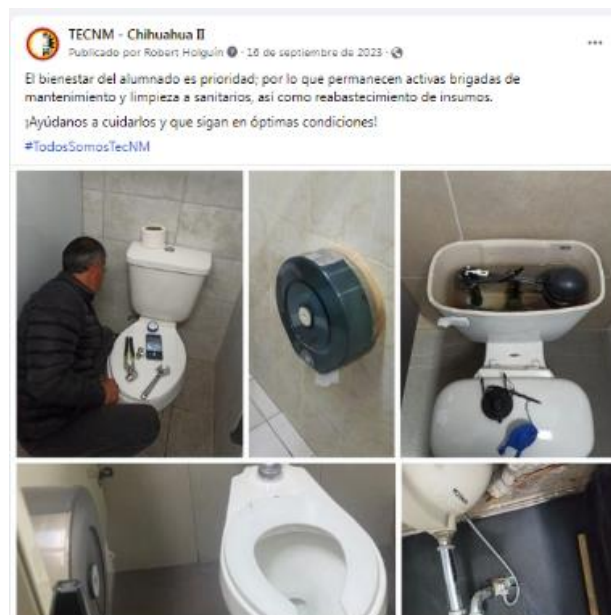 TECNM - Chihuahua II
Publicado por Robert Holguín · 16 de septiembre de 2023 ·
El bienestar del alumnado es prioridad; por lo que permanecen activas brigadas de
mantenimiento y limpieza a sanitarios, así como reabastecimiento de insumos.
¡Ayúdanos a cuidarlos y que sigan en óptimas condiciones!
#TodosSomosTecNM